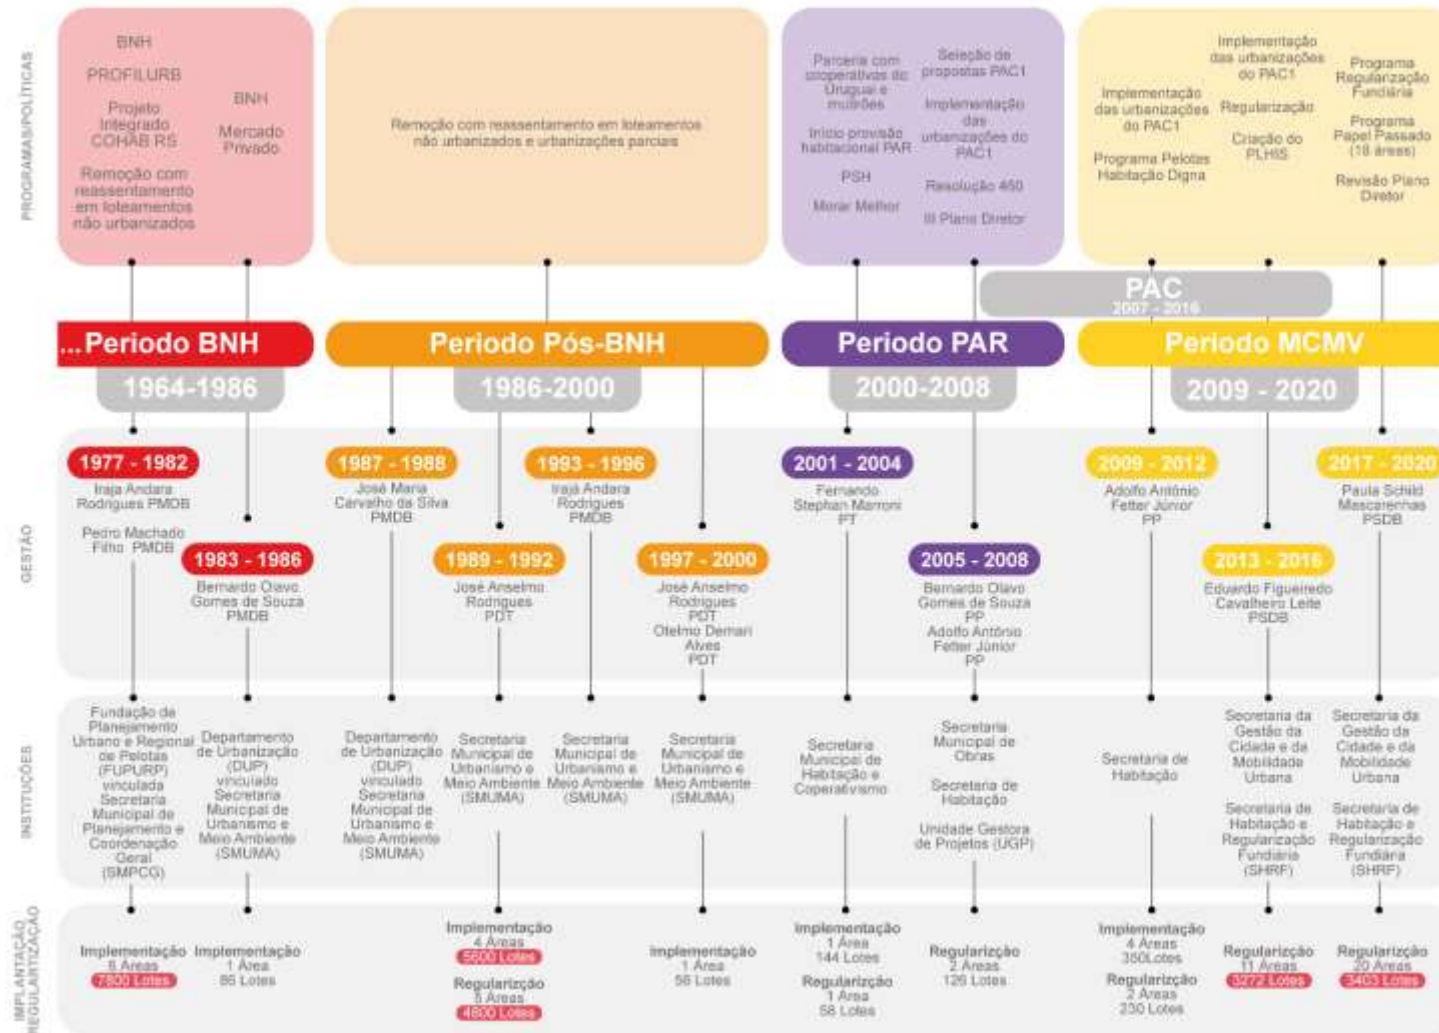 PROGRAMAS/POLÍTICAS
BNH
PROFILURB
Projeto
Integrado
COHAB RS
Remoção com
reassentamento
em loteamentos
não urbanizados
BNH
Mercado
Privado
Remoção com reassentamento em loteamentos
não urbanizados e urbanizações parciais
Parceria com
cooperativas do
Uruguai e
mutirões
Início provisão
habitacional PAR
PSH
Morar Melhor
Seleção de
propostas PAC1
Implementação
das
urbanizações do
PAC1
Resolução 460
III Plano Diretor
Implementação
das urbanizações
do PAC1
Programa Pelotas
Habitação Digna
Implementação
das urbanizações
do PAC1
Regularização
Criação do
PLHIS
Programa
Regularização
Fundiária
Programa
Papel Passado
(18 áreas)
Revisão Plano
Diretor
PAC
2007 - 2016
...Periodo BNH
1964-1986
Periodo Pós-BNH
1986-2000
Periodo PAR
2000-2008
Periodo MCMV
2009 - 2020
GESTÃO
1977 - 1982
Iraja Andara
Rodrigues PMDB
Pedro Machado
Filho PMDB
1983 - 1986
Bernardo Olavo
Gomes de Souza
PMDB
1987 - 1988
José Maria
Carvalho da Silva
PMDB
1989 - 1992
José Anselmo
Rodrigues
PDT
1993 - 1996
Irajá Andara
Rodrigues
PMDB
1997 - 2000
José Anselmo
Rodrigues
PDT
Otelmo Demari
Alves
PDT
2001 - 2004
Fernando
Stephan Marroni
PT
2005 - 2008
Bernardo Olavo
Gomes de Souza
PP
Adolfo Antônio
Fetter Júnior
PP
2009 - 2012
Adolfo Antônio
Fetter Júnior
PP
2013 - 2016
Eduardo Figueiredo
Cavalheiro Leite
PSDB
2017 - 2020
Paula Schild
Mascarenhas
PSDB
INSTITUÇÕES
Fundação de
Planejamento
Urbano e Regional
de Pelotas
(FUPURP)
vinculada
Secretaria
Municipal de
Planejamento e
Coordenação
Geral
(SMPCG)
Departamento
de Urbanização
(DUP)
vinculado
Secretaria
Municipal de
Urbanismo e
Meio Ambiente
(SMUMA)
Departamento
de Urbanização
(DUP)
vinculado
Secretaria
Municipal de
Urbanismo e
Meio Ambiente
(SMUMA)
Secretaria
Municipal de
Urbanismo e
Meio Ambiente
(SMUMA)
Secretaria
Municipal de
Urbanismo e
Meio Ambiente
(SMUMA)
Secretaria
Municipal de
Urbanismo e
Meio Ambiente
(SMUMA)
Secretaria
Municipal de
Habitação e
Coperativismo
Secretaria
Municipal de
Obras
Secretaria de
Habitação
Unidade Gestora
de Projetos (UGP)
Secretaria de
Habitação
Secretaria da
Gestão da
Cidade e da
Mobilidade
Urbana
Secretaria de
Habitação e
Regularização
Fundiária
(SHRF)
Secretaria da
Gestão da
Cidade e da
Mobilidade
Urbana
Secretaria de
Habitação e
Regularização
Fundiária
(SHRF)
IMPLANTAÇÃO
REGULARTIZAÇÃO
Implementação
6 Áreas
7800 Lotes
Implementação
1 Área
86 Lotes
Implementação
4 Áreas
5600 Lotes
Regularizção
5 Áreas
4800 Lotes
Implementação
1 Área
56 Lotes
Implementação
1 Área
144 Lotes
Regularizção
1 Área
58 Lotes
Regularizção
2 Áreas
126 Lotes
Implementação
4 Áreas
350Lotes
Regularizção
2 Áreas
230 Lotes
Regularizção
11 Áreas
3272 Lotes
Regularizção
20 Áreas
3403 Lotes